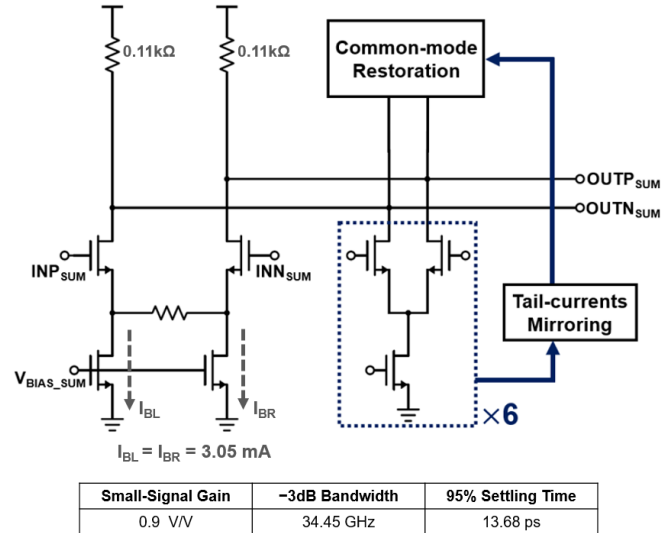 0.11kΩ
0.11kΩ
Common-mode
Restoration
OUTP_SUM
OUTN_SUM
INP_SUM
INN_SUM
Tail-currents
Mirroring
V_BIAS_SUM
I_BL
I_BR
×6
I_BL = I_BR = 3.05 mA
Small-Signal Gain −3dB Bandwidth 95% Settling Time
0.9 V/V 34.45 GHz 13.68 ps